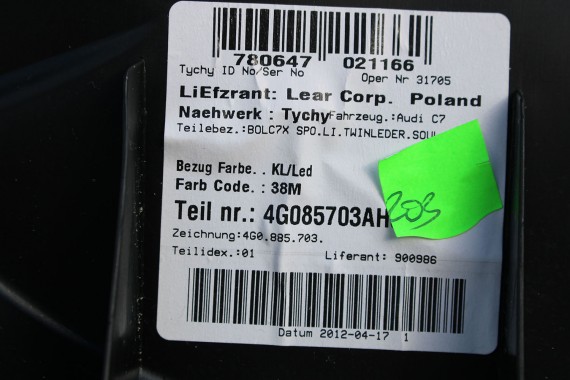 780647 021166
Tychy ID No/Ser No Oper Nr 31705
LiEfzrant: Lear Corp. Poland
Naehwerk : Tychy Fahrzeug.:Audi C7
Teilebez.:BOLC7X SPO.LI.TWINLEDER.SOUL
Bezug Farbe. . KL/Led
Farb Code. : 38M
Teil nr.: 4G085703AH
203
Zeichnung:4G0.885.703.
Teilidex.:01 Liferant: 900986
Datum 2012-04-17 1